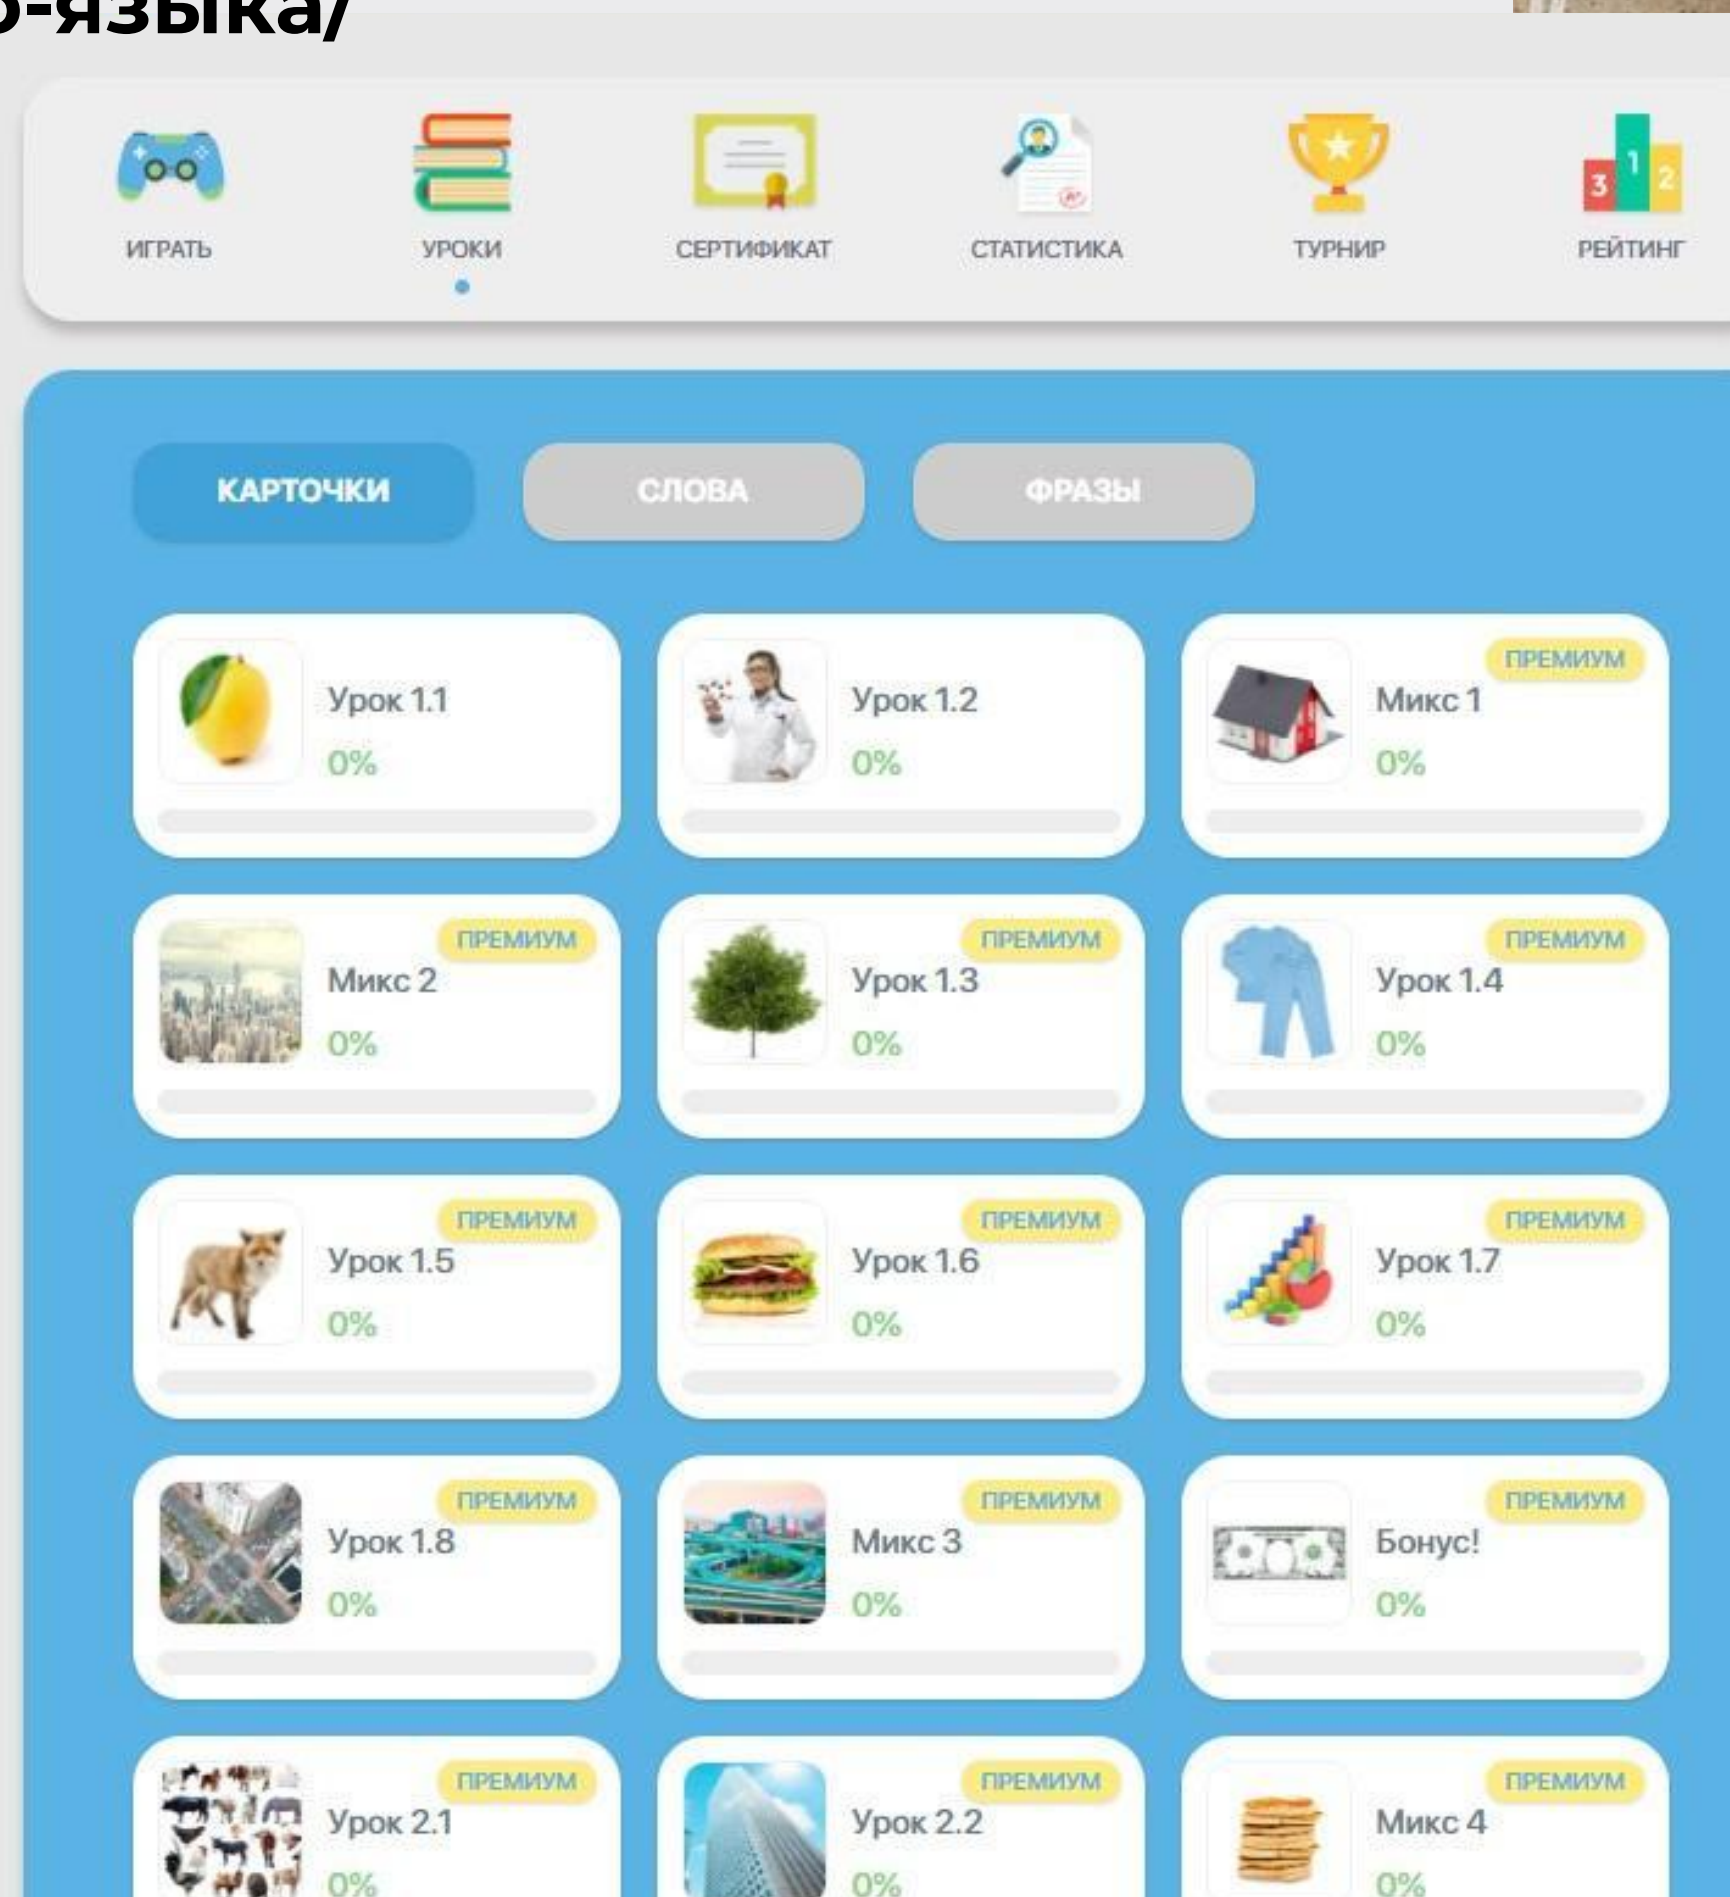 о-языка/
ИГРАТЬ
УРОКИ
СЕРТИФИКАТ
СТАТИСТИКА
ТУРНИР
3 1 2
РЕЙТИНГ
КАРТОЧКИ
СЛОВА
ФРАЗЫ
Урок 1.1
0%
Урок 1.2
0%
ПРЕМИУМ
Микс 1
0%
ПРЕМИУМ
Микс 2
0%
ПРЕМИУМ
Урок 1.3
0%
ПРЕМИУМ
Урок 1.4
0%
ПРЕМИУМ
Урок 1.5
0%
ПРЕМИУМ
Урок 1.6
0%
ПРЕМИУМ
Урок 1.7
0%
ПРЕМИУМ
Урок 1.8
0%
ПРЕМИУМ
Микс 3
0%
ПРЕМИУМ
Бонус!
0%
ПРЕМИУМ
Урок 2.1
0%
ПРЕМИУМ
Урок 2.2
0%
ПРЕМИУМ
Микс 4
0%